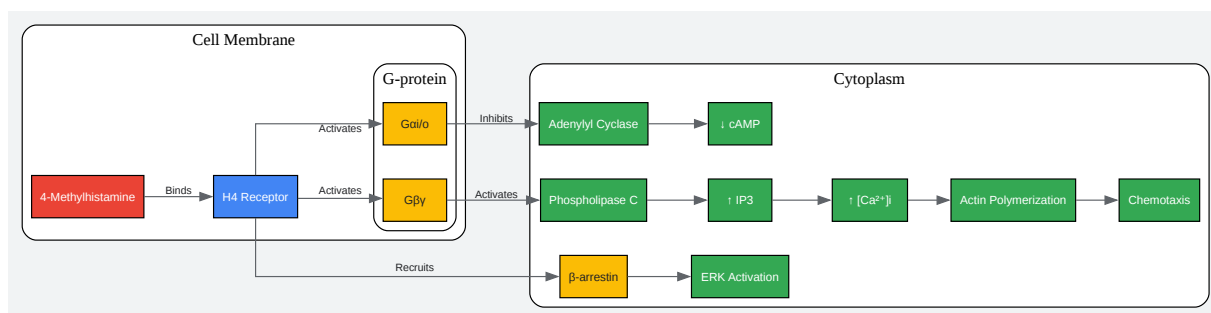 Cell Membrane
G-protein
Cytoplasm
Activates
Gαi/o
Inhibits
Adenylyl Cyclase
↓ cAMP
4-Methylhistamine
Binds
H4 Receptor
Activates
Gβγ
Activates
Phospholipase C
↑ IP3
↑ [Ca²⁺]i
Actin Polymerization
Chemotaxis
Recruits
β-arrestin
ERK Activation